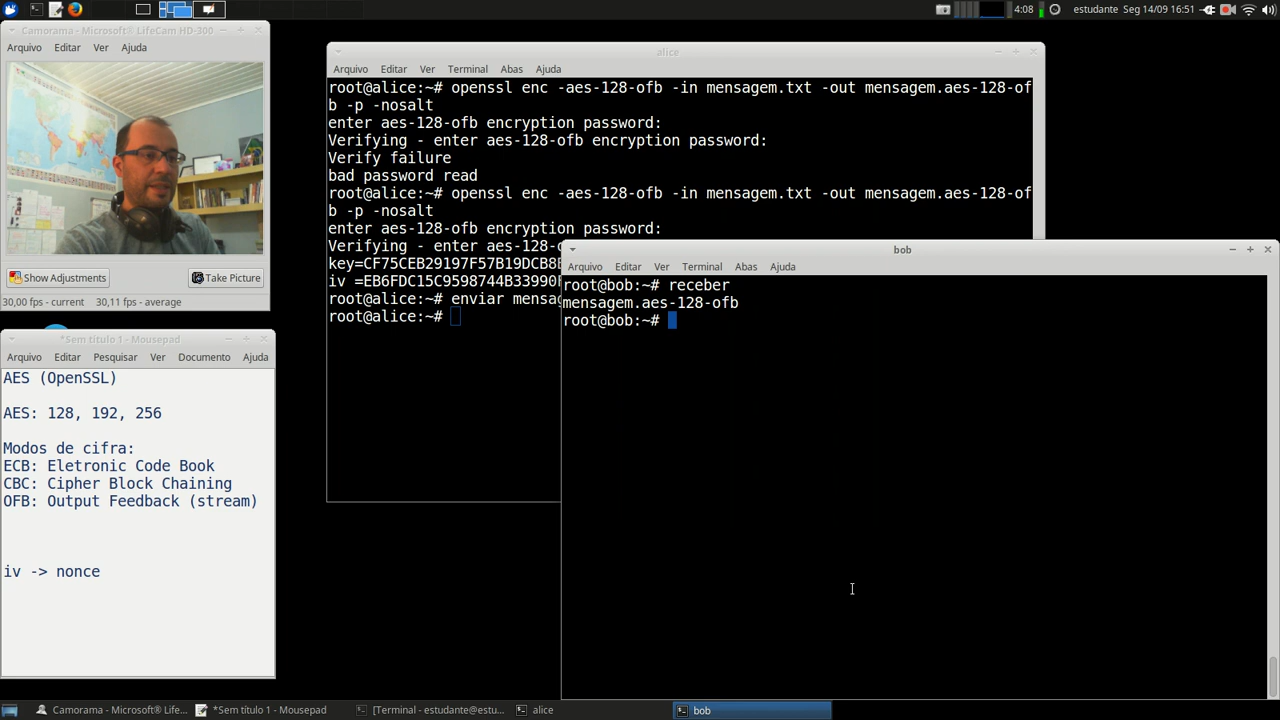 4:08 estudante Seg 14/09 16:51
Camorama - Microsoft® LifeCam HD-300
Arquivo Editar Ver Ajuda
Show Adjustments Take Picture
30,00 fps - current 30,11 fps - average
*Sem título 1 - Mousepad
Arquivo Editar Pesquisar Ver Documento Ajuda
AES (OpenSSL)
AES: 128, 192, 256
Modos de cifra:
ECB: Eletronic Code Book
CBC: Cipher Block Chaining
OFB: Output Feedback (stream)
iv -> nonce
alice
Arquivo Editar Ver Terminal Abas Ajuda
root@alice:~# openssl enc -aes-128-ofb -in mensagem.txt -out mensagem.aes-128-of
b -p -nosalt
enter aes-128-ofb encryption password:
Verifying - enter aes-128-ofb encryption password:
Verify failure
bad password read
root@alice:~# openssl enc -aes-128-ofb -in mensagem.txt -out mensagem.aes-128-of
b -p -nosalt
enter aes-128-ofb encryption password:
Verifying - enter aes-128-
key=CF75CEB29197F57B19DCB8
iv =EB6FDC15C9598744B33990
root@alice:~# enviar mensa
root@alice:~#
bob
Arquivo Editar Ver Terminal Abas Ajuda
root@bob:~# receber
mensagem.aes-128-ofb
root@bob:~#
Camorama - Microsoft® Life... *Sem título 1 - Mousepad [Terminal - estudante@estu... alice bob